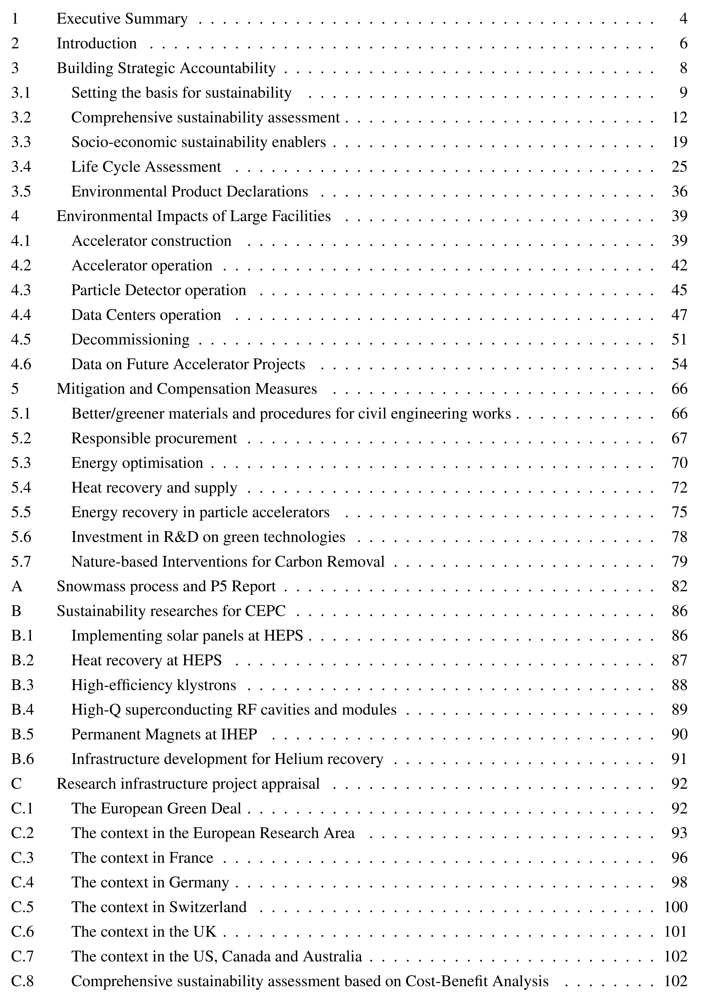 1 Executive Summary . . . . . . . . . . . . . . . . . . . . . . . . . . . . . . . . . . . . . . 4
2 Introduction . . . . . . . . . . . . . . . . . . . . . . . . . . . . . . . . . . . . . . . . . . 6
3 Building Strategic Accountability . . . . . . . . . . . . . . . . . . . . . . . . . . . . . . . 8
3.1 Setting the basis for sustainability . . . . . . . . . . . . . . . . . . . . . . . . . . . . . 9
3.2 Comprehensive sustainability assessment . . . . . . . . . . . . . . . . . . . . . . . . . . 12
3.3 Socio-economic sustainability enablers . . . . . . . . . . . . . . . . . . . . . . . . . . . 19
3.4 Life Cycle Assessment . . . . . . . . . . . . . . . . . . . . . . . . . . . . . . . . . . . 25
3.5 Environmental Product Declarations . . . . . . . . . . . . . . . . . . . . . . . . . . . . 36
4 Environmental Impacts of Large Facilities . . . . . . . . . . . . . . . . . . . . . . . . . . 39
4.1 Accelerator construction . . . . . . . . . . . . . . . . . . . . . . . . . . . . . . . . . . 39
4.2 Accelerator operation . . . . . . . . . . . . . . . . . . . . . . . . . . . . . . . . . . . . 42
4.3 Particle Detector operation . . . . . . . . . . . . . . . . . . . . . . . . . . . . . . . . . 45
4.4 Data Centers operation . . . . . . . . . . . . . . . . . . . . . . . . . . . . . . . . . . . 47
4.5 Decommissioning . . . . . . . . . . . . . . . . . . . . . . . . . . . . . . . . . . . . . . 51
4.6 Data on Future Accelerator Projects . . . . . . . . . . . . . . . . . . . . . . . . . . . . 54
5 Mitigation and Compensation Measures . . . . . . . . . . . . . . . . . . . . . . . . . . . 66
5.1 Better/greener materials and procedures for civil engineering works . . . . . . . . . . . . 66
5.2 Responsible procurement . . . . . . . . . . . . . . . . . . . . . . . . . . . . . . . . . . 67
5.3 Energy optimisation . . . . . . . . . . . . . . . . . . . . . . . . . . . . . . . . . . . . . 70
5.4 Heat recovery and supply . . . . . . . . . . . . . . . . . . . . . . . . . . . . . . . . . . 72
5.5 Energy recovery in particle accelerators . . . . . . . . . . . . . . . . . . . . . . . . . . 75
5.6 Investment in R&D on green technologies . . . . . . . . . . . . . . . . . . . . . . . . . 78
5.7 Nature-based Interventions for Carbon Removal . . . . . . . . . . . . . . . . . . . . . . 79
A Snowmass process and P5 Report . . . . . . . . . . . . . . . . . . . . . . . . . . . . . . . 82
B Sustainability researches for CEPC . . . . . . . . . . . . . . . . . . . . . . . . . . . . . . 86
B.1 Implementing solar panels at HEPS . . . . . . . . . . . . . . . . . . . . . . . . . . . . . 86
B.2 Heat recovery at HEPS . . . . . . . . . . . . . . . . . . . . . . . . . . . . . . . . . . . 87
B.3 High-efficiency klystrons . . . . . . . . . . . . . . . . . . . . . . . . . . . . . . . . . . 88
B.4 High-Q superconducting RF cavities and modules . . . . . . . . . . . . . . . . . . . . . 89
B.5 Permanent Magnets at IHEP . . . . . . . . . . . . . . . . . . . . . . . . . . . . . . . . 90
B.6 Infrastructure development for Helium recovery . . . . . . . . . . . . . . . . . . . . . . 91
C Research infrastructure project appraisal . . . . . . . . . . . . . . . . . . . . . . . . . . . 92
C.1 The European Green Deal . . . . . . . . . . . . . . . . . . . . . . . . . . . . . . . . . . 92
C.2 The context in the European Research Area . . . . . . . . . . . . . . . . . . . . . . . . 93
C.3 The context in France . . . . . . . . . . . . . . . . . . . . . . . . . . . . . . . . . . . . 96
C.4 The context in Germany . . . . . . . . . . . . . . . . . . . . . . . . . . . . . . . . . . . 98
C.5 The context in Switzerland . . . . . . . . . . . . . . . . . . . . . . . . . . . . . . . . . 100
C.6 The context in the UK . . . . . . . . . . . . . . . . . . . . . . . . . . . . . . . . . . . . 101
C.7 The context in the US, Canada and Australia . . . . . . . . . . . . . . . . . . . . . . . . 102
C.8 Comprehensive sustainability assessment based on Cost-Benefit Analysis . . . . . . . . 102